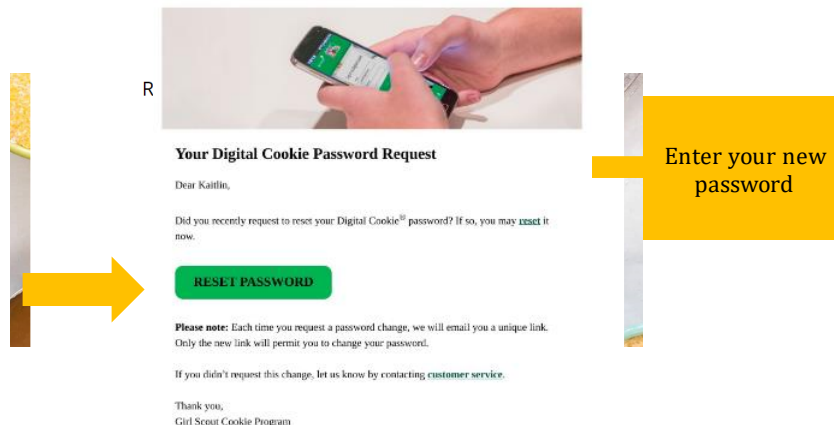 R
Your Digital Cookie Password Request
Dear Kaitlin,
Did you recently request to reset your Digital Cookie® password? If so, you may reset it
now.
RESET PASSWORD
Please note: Each time you request a password change, we will email you a unique link.
Only the new link will permit you to change your password.
If you didn't request this change, let us know by contacting customer service.
Thank you,
Girl Scout Cookie Program
Enter your new
password